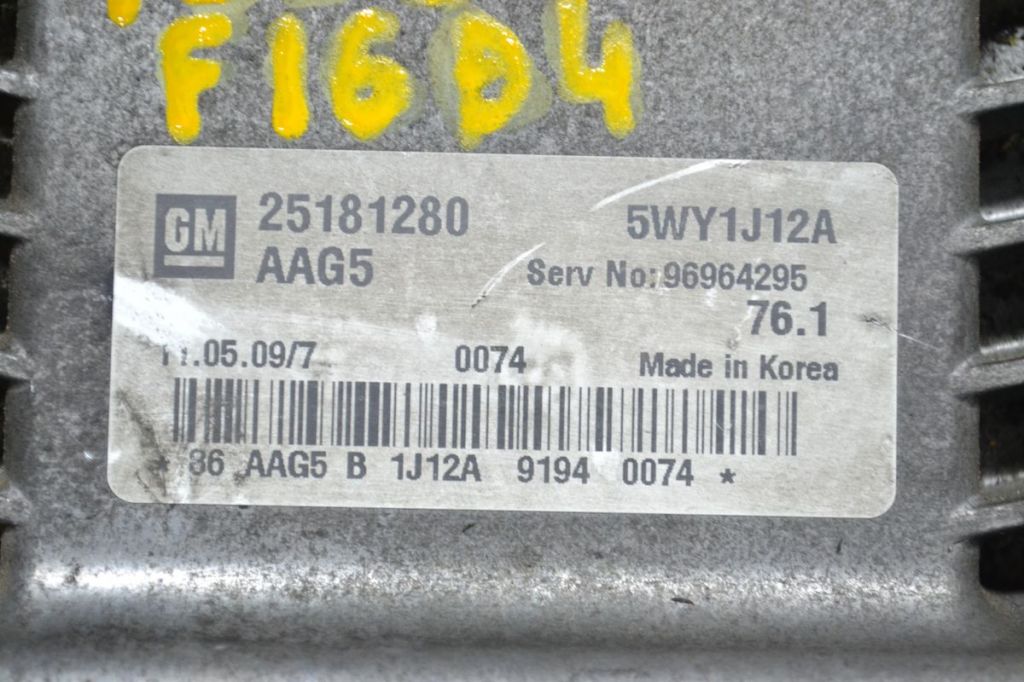 F16D4
GM 25181280 5WY1J12A
AAG5 Serv No: 96964295
76.1
.05.09/7 0074 Made in Korea
* 86 AAG5 B 1J12A 9194 0074 *